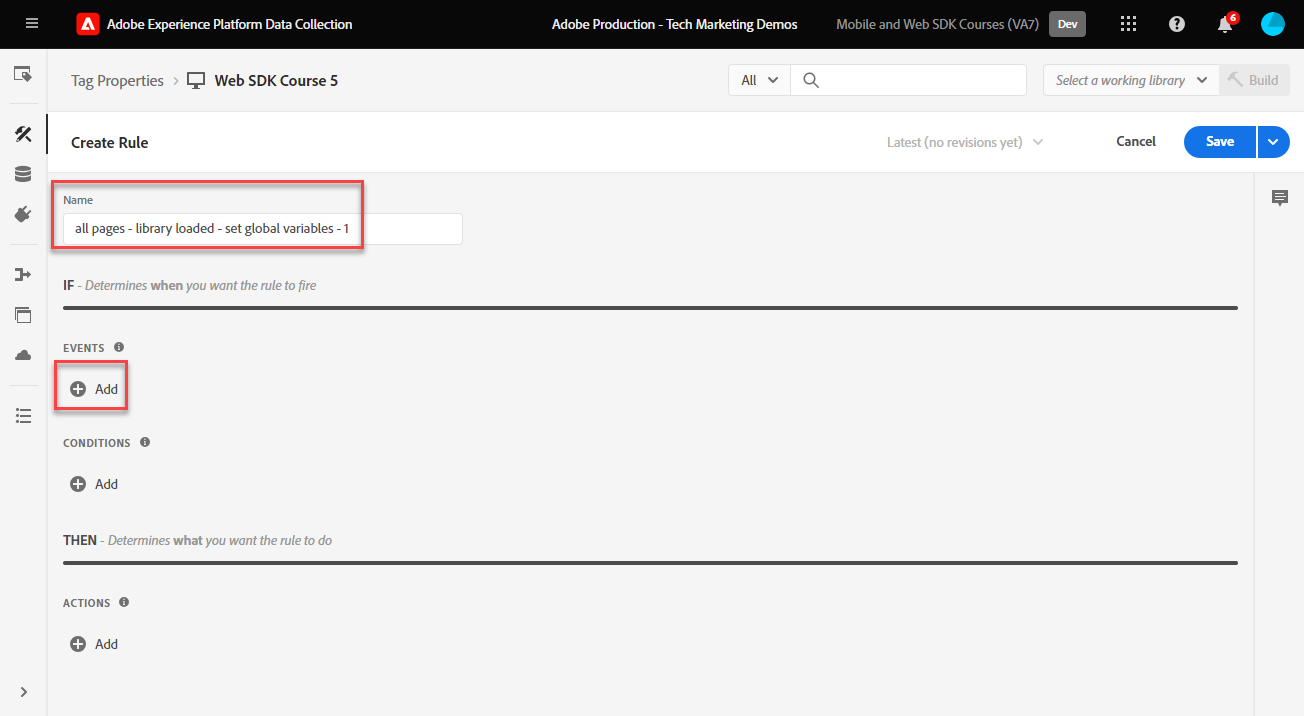 Adobe Experience Platform Data Collection
Adobe Production - Tech Marketing Demos
Mobile and Web SDK Courses (VA7)
Dev
6
Tag Properties > Web SDK Course 5
All
Select a working library
Build
Create Rule
Latest (no revisions yet)
Cancel
Save
Name
all pages - library loaded - set global variables - 1
IF - Determines when you want the rule to fire
EVENTS
Add
CONDITIONS
Add
THEN - Determines what you want the rule to do
ACTIONS
Add